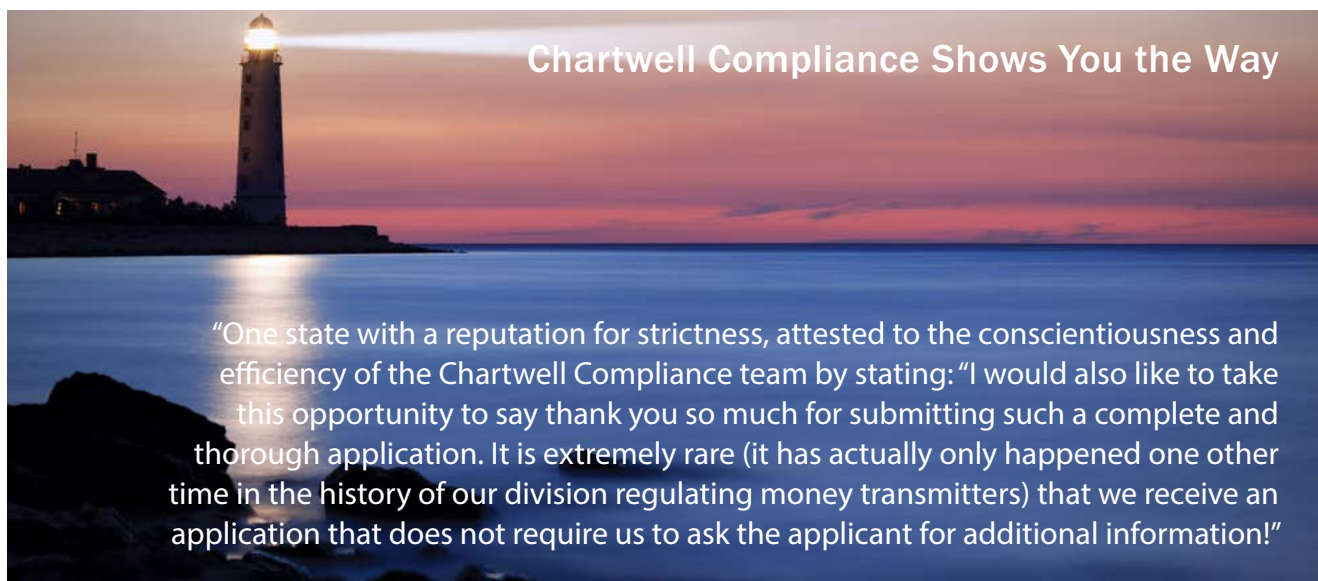 Chartwell Compliance Shows You the Way
“One state with a reputation for strictness, attested to the conscientiousness and
efficiency of the Chartwell Compliance team by stating: “I would also like to take
this opportunity to say thank you so much for submitting such a complete and
thorough application. It is extremely rare (it has actually only happened one other
time in the history of our division regulating money transmitters) that we receive an
application that does not require us to ask the applicant for additional information!”